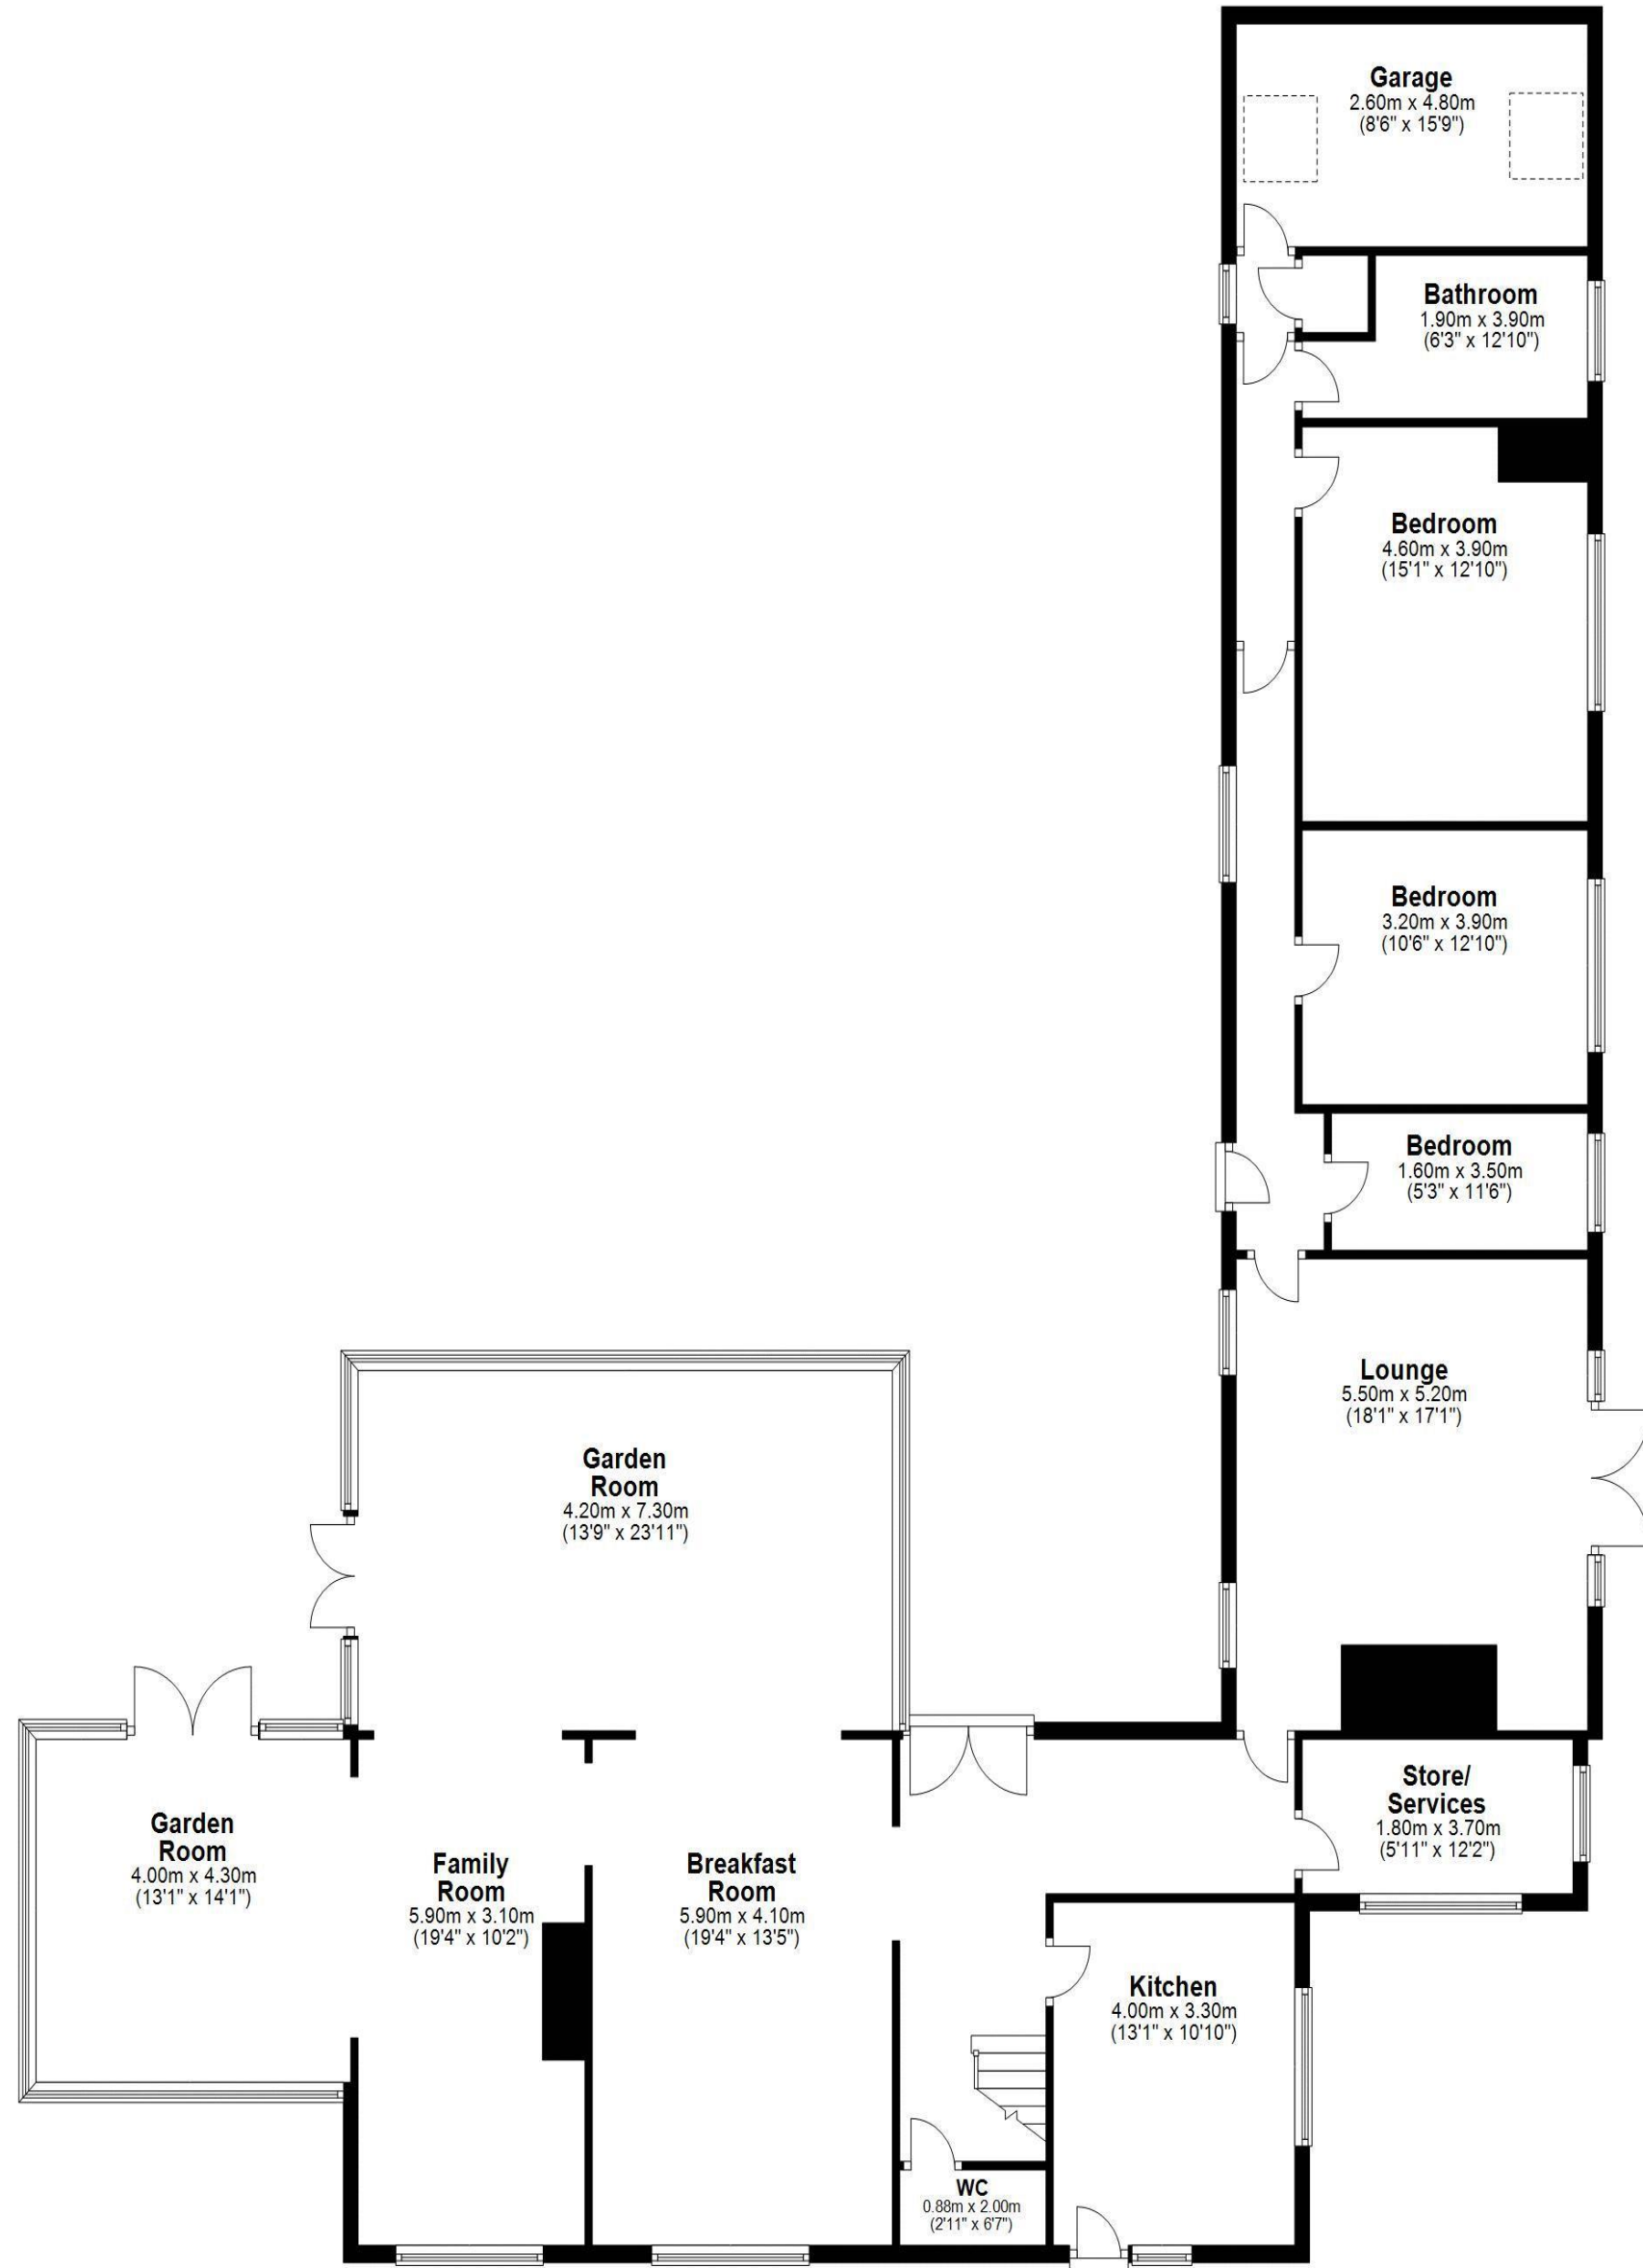 Garage
2.60m x 4.80m
(8'6" x 15'9")
Bathroom
1.90m x 3.90m
(6'3" x 12'10")
Bedroom
4.60m x 3.90m
(15'1" x 12'10")
Bedroom
3.20m x 3.90m
(10'6" x 12'10")
Bedroom
1.60m x 3.50m
(5'3" x 11'6")
Lounge
5.50m x 5.20m
(18'1" x 17'1")
Garden
Room
4.20m x 7.30m
(13'9" x 23'11")
Store/
Services
1.80m x 3.70m
(5'11" x 12'2")
Garden
Room
4.00m x 4.30m
(13'1" x 14'1")
Family
Room
5.90m x 3.10m
(19'4" x 10'2")
Breakfast
Room
5.90m x 4.10m
(19'4" x 13'5")
Kitchen
4.00m x 3.30m
(13'1" x 10'10")
WC
0.88m x 2.00m
(2'11" x 6'7")